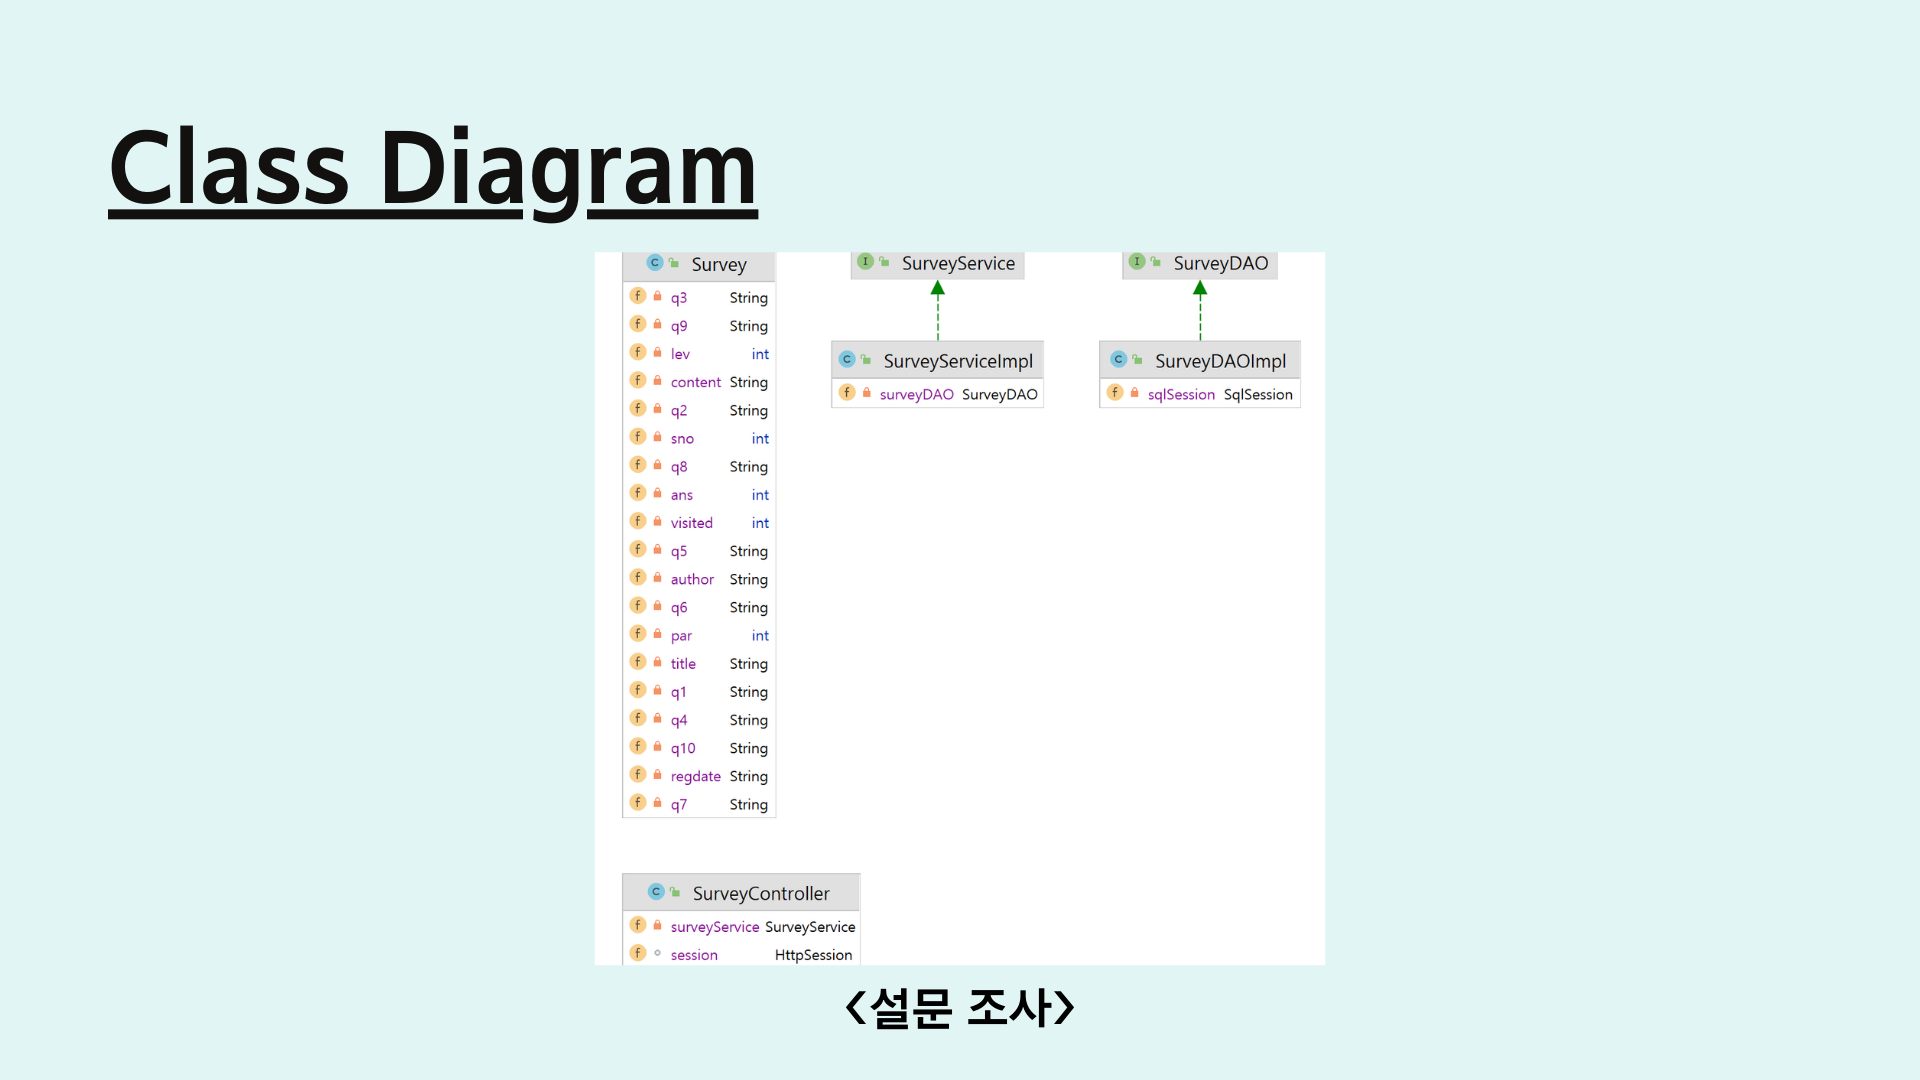 Class Diagram
Survey
q3 String
q9 String
lev int
content String
q2 String
sno int
q8 String
ans int
visited int
q5 String
author String
q6 String
par int
title String
q1 String
q4 String
q10 String
regdate String
q7 String
SurveyService
SurveyServiceImpl
surveyDAO SurveyDAO
SurveyDAO
SurveyDAOImpl
sqlSession SqlSession
SurveyController
surveyService SurveyService
session HttpSession
<설문 조사>